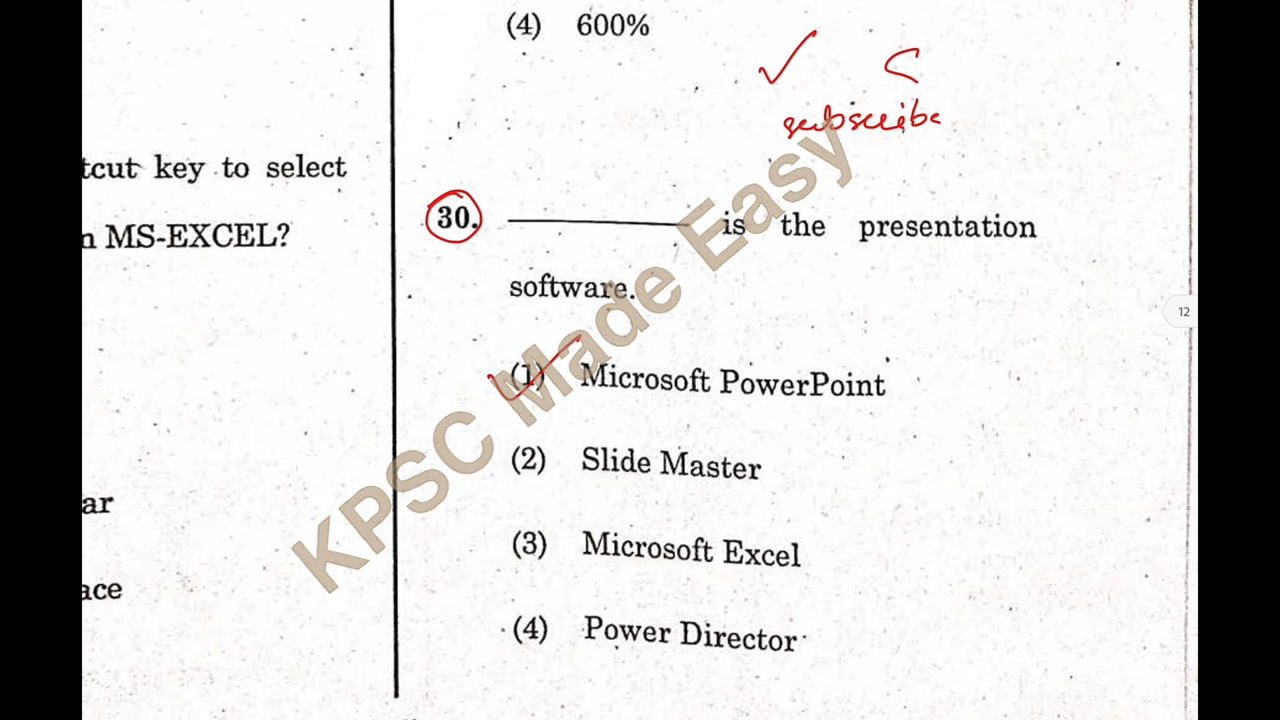 (4) 600%
subscribe
tcut key to select
n MS-EXCEL?
ar
ace
30. __________ is the presentation
software.
(1) Microsoft PowerPoint
(2) Slide Master
(3) Microsoft Excel
(4) Power Director
KPSC Made Easy
12